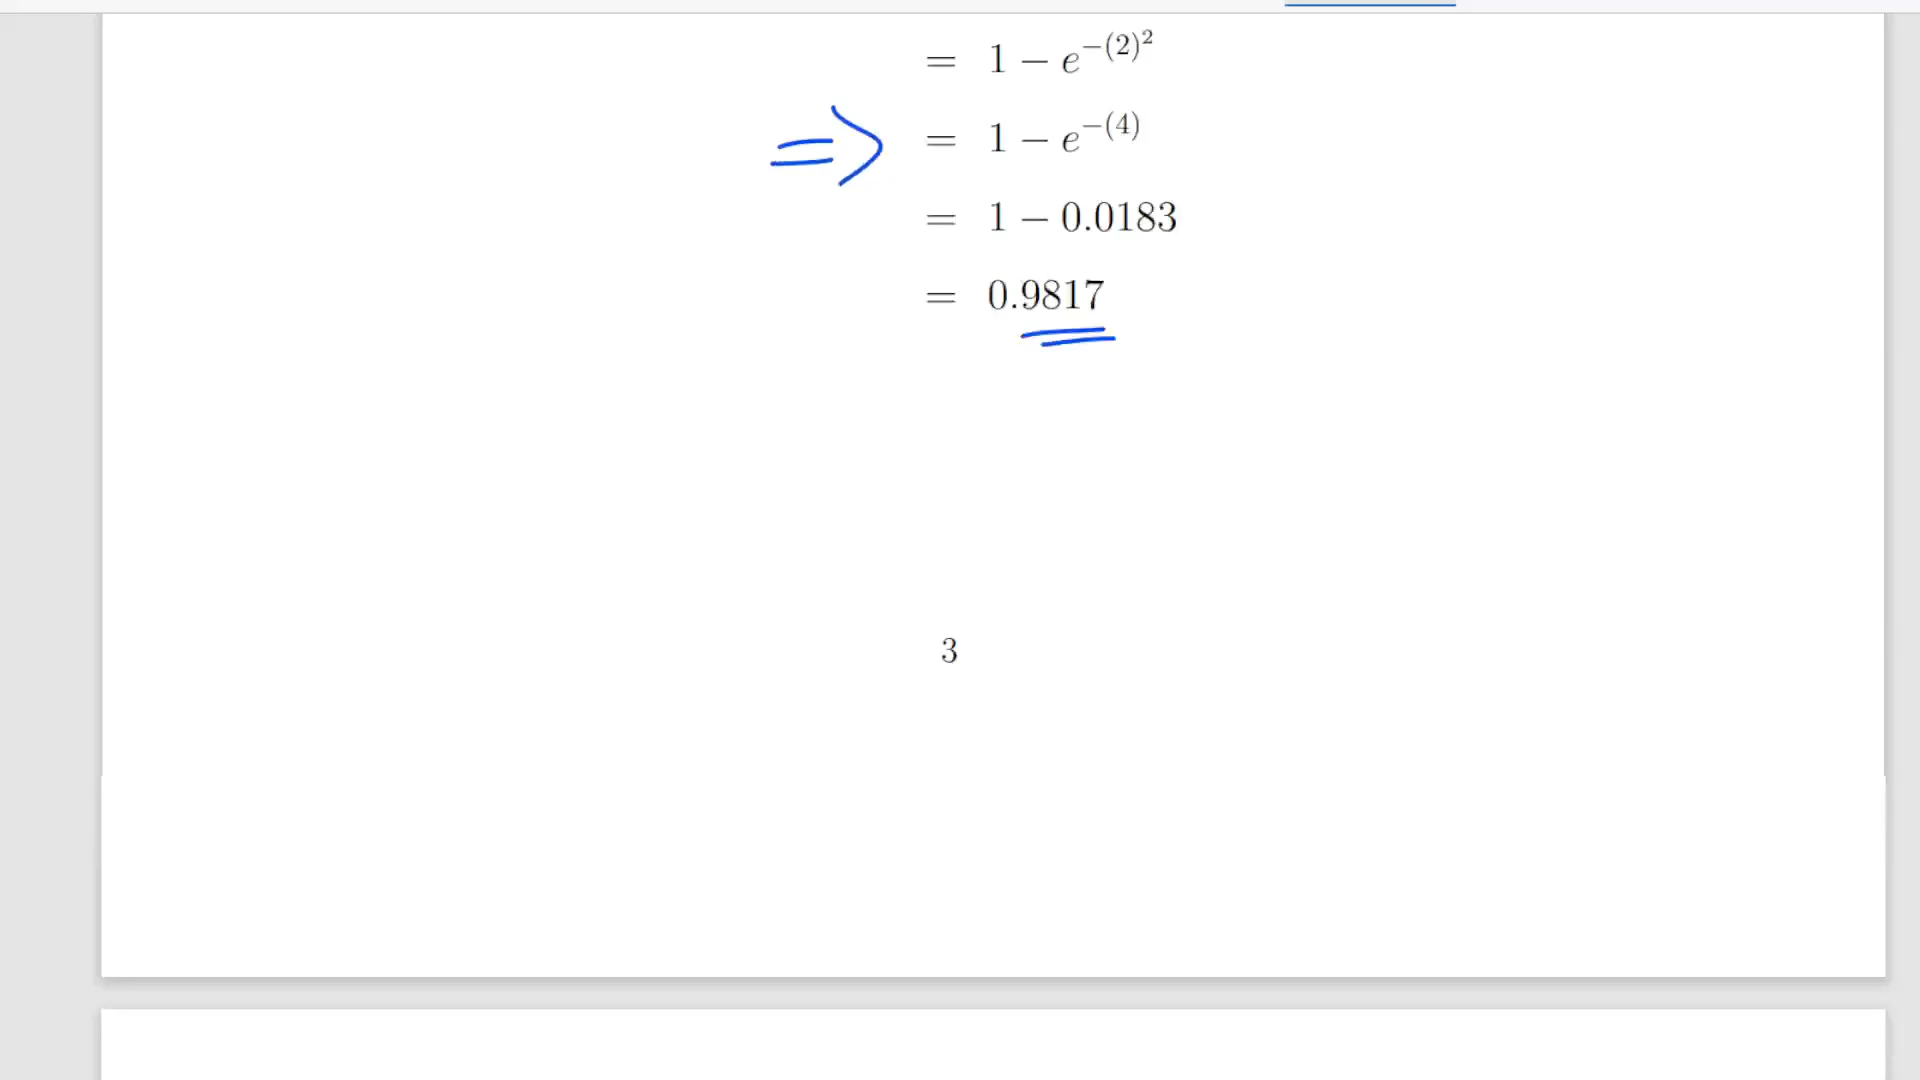 = 1 − e^{−(2)^2}
⇒ = 1 − e^{−(4)}
= 1 − 0.0183
= 0.9817
3